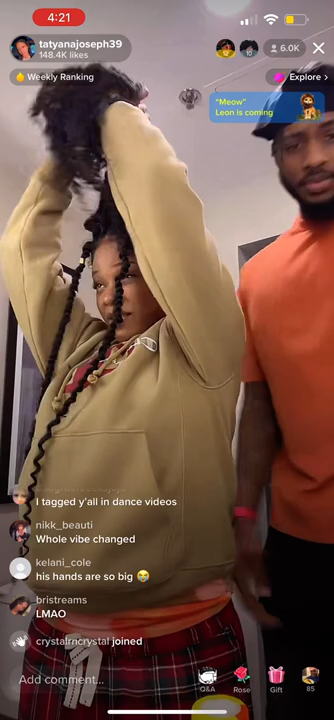 4:21
tatyanajoseph39
148.4K likes
10
6.0K
Weekly Ranking
Explore >
"Meow"
Leon is coming
I tagged y'all in dance videos
nikk_beauti
Whole vibe changed
kelani_cole
his hands are so big 😭
bristreams
LMAO
crystalrncrystal joined
Add comment...
Q&A
Rose
Gift
85